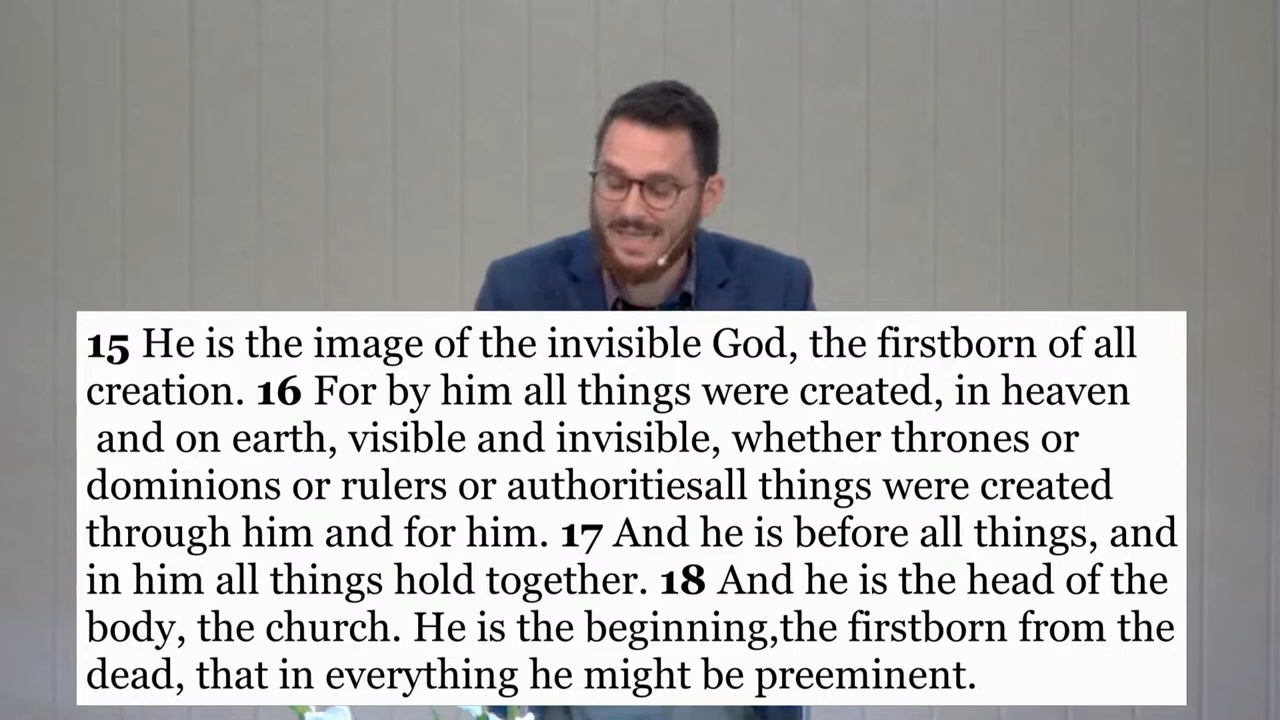 15 He is the image of the invisible God, the firstborn of all
creation. 16 For by him all things were created, in heaven
and on earth, visible and invisible, whether thrones or
dominions or rulers or authoritiesall things were created
through him and for him. 17 And he is before all things, and
in him all things hold together. 18 And he is the head of the
body, the church. He is the beginning,the firstborn from the
dead, that in everything he might be preeminent.